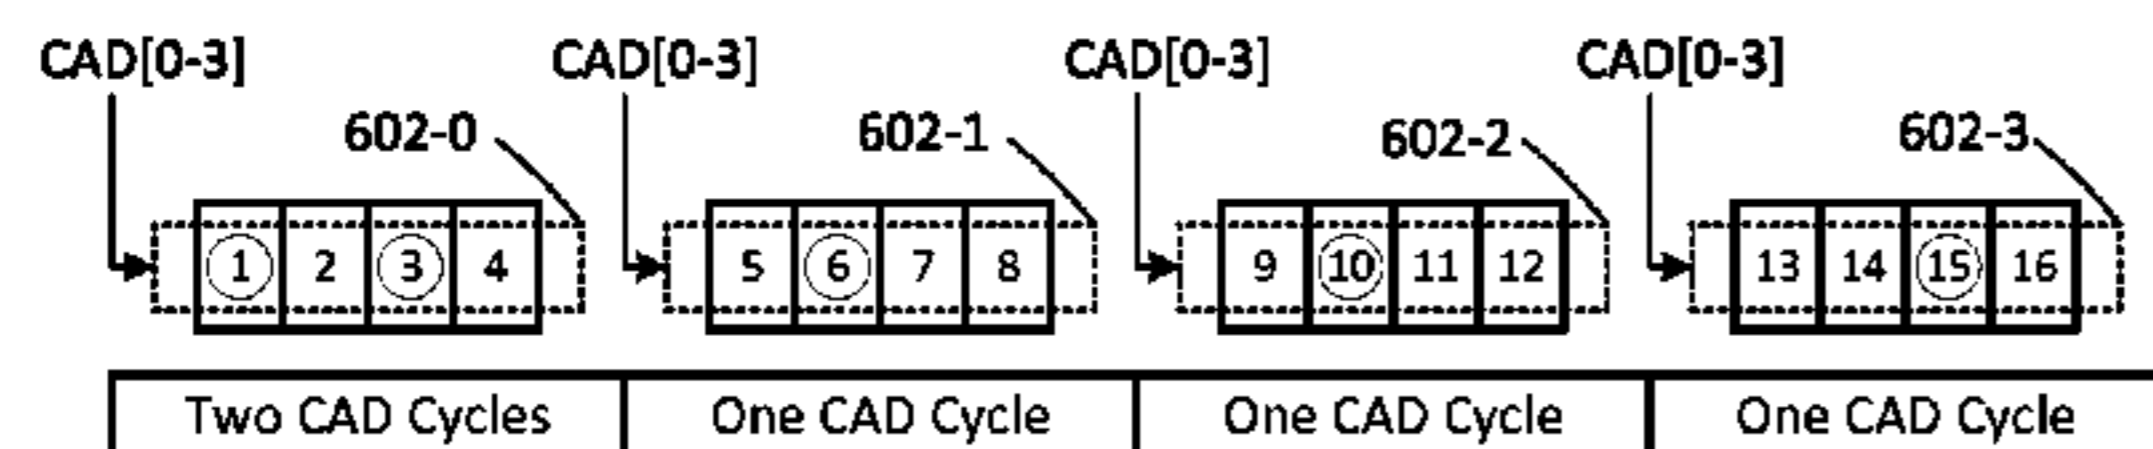 CAD[0-3] CAD[0-3] CAD[0-3] CAD[0-3]
602-0 602-1 602-2 602-3
1 2 3 4 5 6 7 8 9 10 11 12 13 14 15 16
Two CAD Cycles One CAD Cycle One CAD Cycle One CAD Cycle